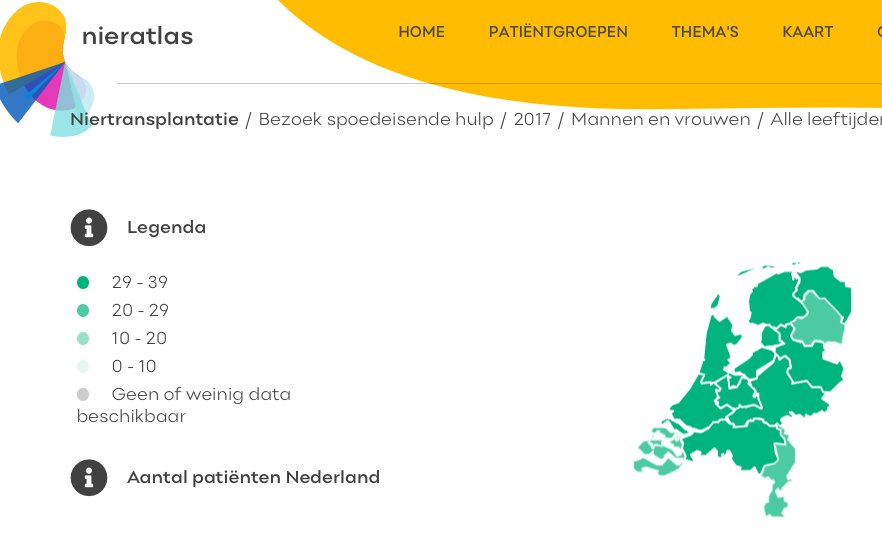 nieratlas
HOME PATIËNTGROEPEN THEMA'S KAART
Niertransplantatie / Bezoek spoedeisende hulp / 2017 / Mannen en vrouwen / Alle
Legenda
29 - 39
20 - 29
10 - 20
0 - 10
Geen of weinig data
beschikbaar
Aantal patiënten Nederland